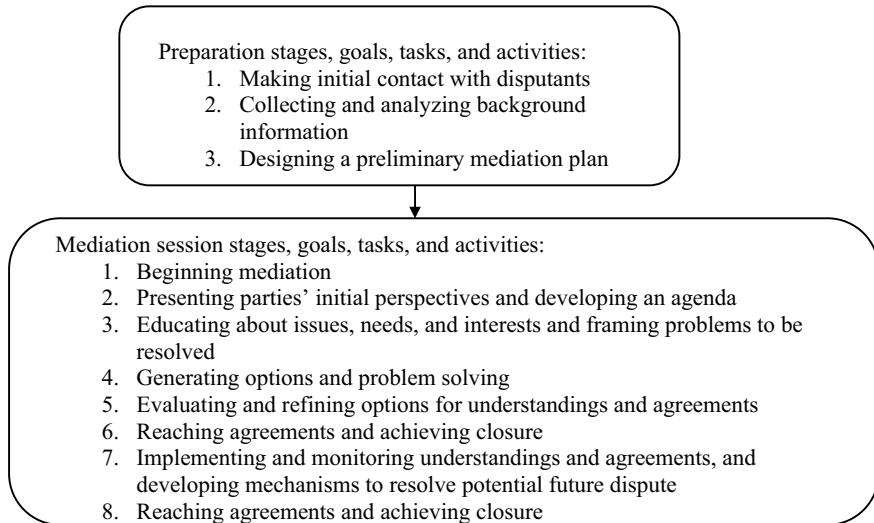 Preparation stages, goals, tasks, and activities:
1. Making initial contact with disputants
2. Collecting and analyzing background
information
3. Designing a preliminary mediation plan
Mediation session stages, goals, tasks, and activities:
1. Beginning mediation
2. Presenting parties’ initial perspectives and developing an agenda
3. Educating about issues, needs, and interests and framing problems to be
resolved
4. Generating options and problem solving
5. Evaluating and refining options for understandings and agreements
6. Reaching agreements and achieving closure
7. Implementing and monitoring understandings and agreements, and
developing mechanisms to resolve potential future dispute
8. Reaching agreements and achieving closure